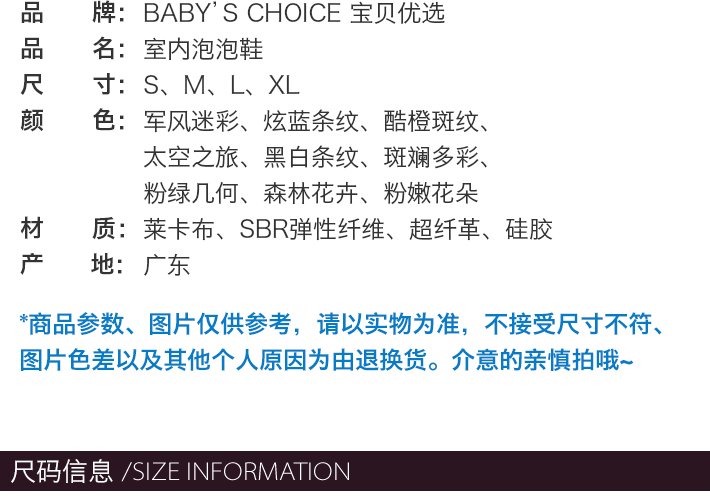 品 牌：BABY'S CHOICE 宝贝优选
品 名：室内泡泡鞋
尺 寸：S、M、L、XL
颜 色：军风迷彩、炫蓝条纹、酷橙斑纹、
太空之旅、黑白条纹、斑斓多彩、
粉绿几何、森林花卉、粉嫩花朵
材 质：莱卡布、SBR弹性纤维、超纤革、硅胶
产 地：广东
*商品参数、图片仅供参考，请以实物为准，不接受尺寸不符、
图片色差以及其他个人原因为由退换货。介意的亲慎拍哦~
尺码信息 /SIZE INFORMATION